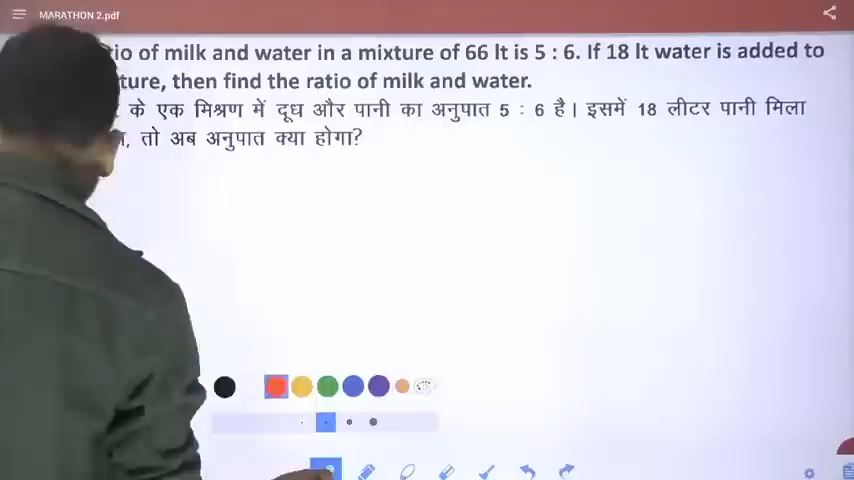 MARATHON 2.pdf
of milk and water in a mixture of 66 lt is 5 : 6. If 18 lt water is added to
then find the ratio of milk and water.
के एक मिश्रण में दूध और पानी का अनुपात 5 : 6 है। इसमें 18 लीटर पानी मिला
तो अब अनुपात क्या होगा?